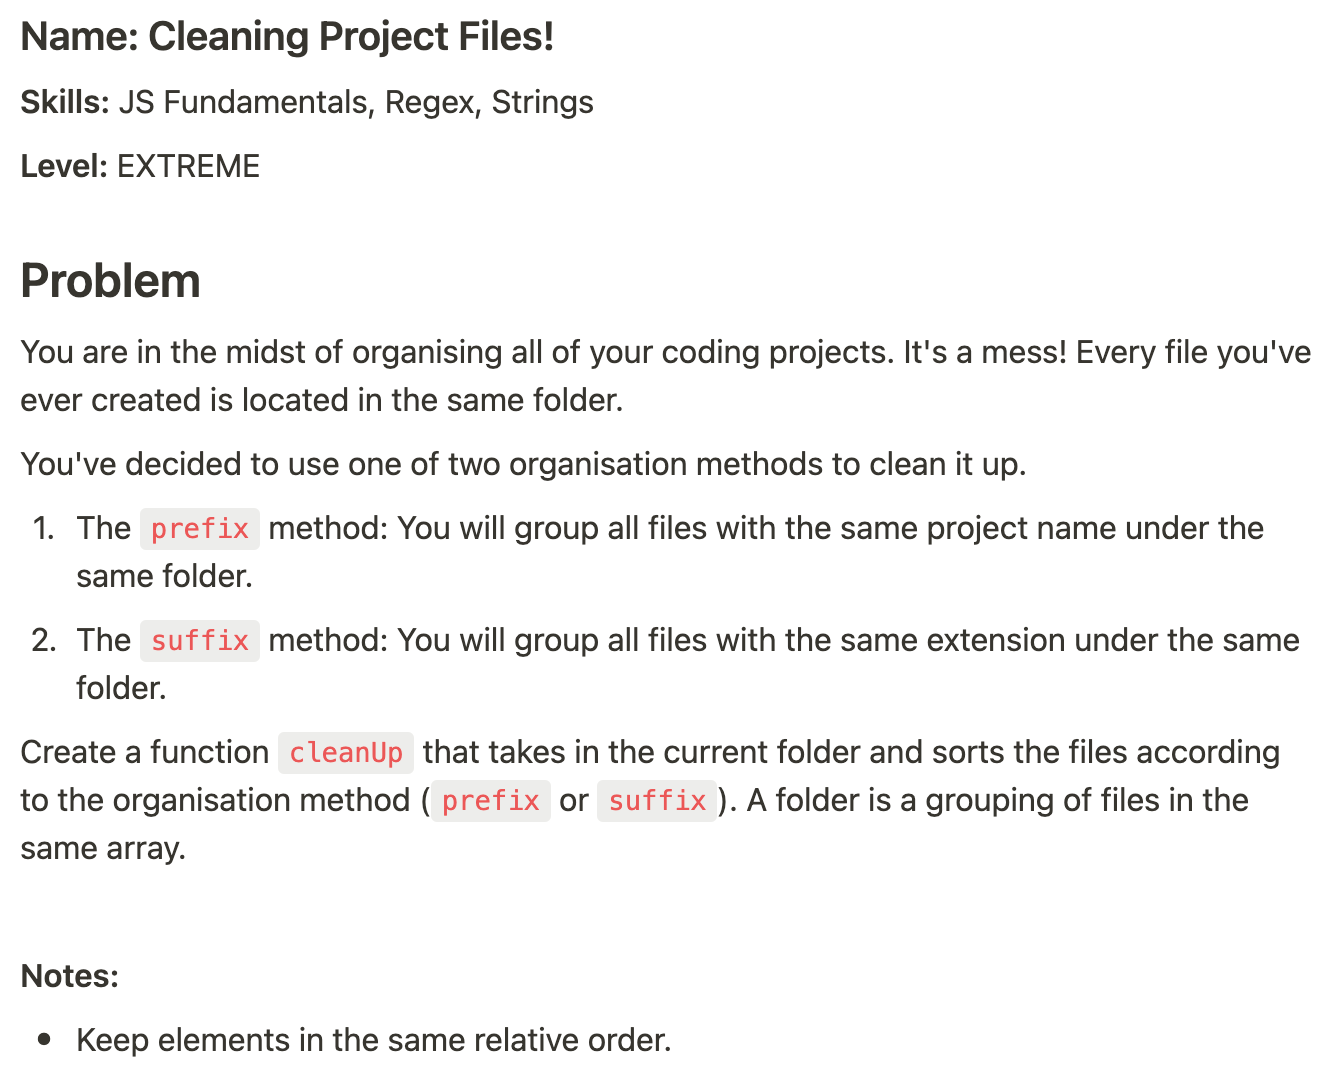 Name: Cleaning Project Files!
Skills: JS Fundamentals, Regex, Strings
Level: EXTREME
Problem
You are in the midst of organising all of your coding projects. It's a mess! Every file you've
ever created is located in the same folder.
You've decided to use one of two organisation methods to clean it up.
1. The prefix method: You will group all files with the same project name under the
same folder.
2. The suffix method: You will group all files with the same extension under the same
folder.
Create a function cleanUp that takes in the current folder and sorts the files according
to the organisation method (prefix or suffix). A folder is a grouping of files in the
same array.
Notes:
• Keep elements in the same relative order.